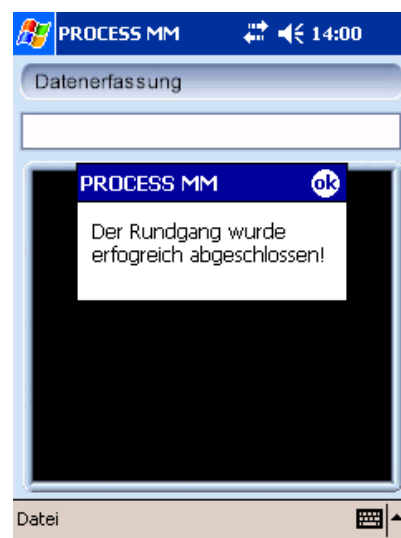 PROCESS MM 14:00
Datenerfassung
PROCESS MM ok
Der Rundgang wurde
erfogreich abgeschlossen!
Datei